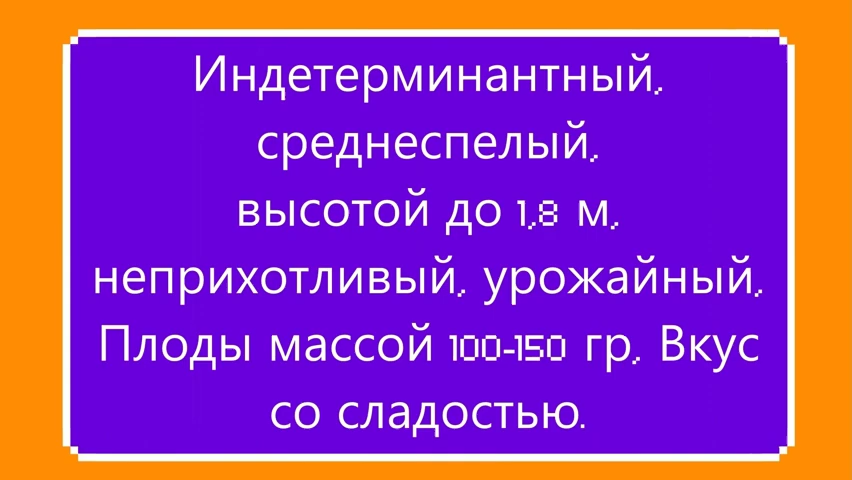 Индетерминантный,
среднеспелый,
высотой до 1,8 м,
неприхотливый, урожайный,
Плоды массой 100-150 гр, Вкус
со сладостью.